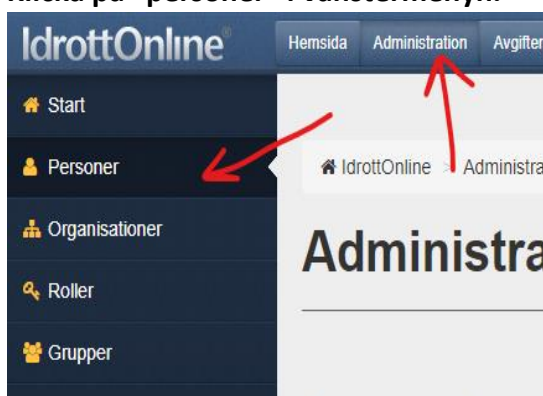 IdrottOnline®
Hemsida Administration Avgifter
Start
Personer
IdrottOnline > Administra
Organisationer
Administra
Roller
Grupper